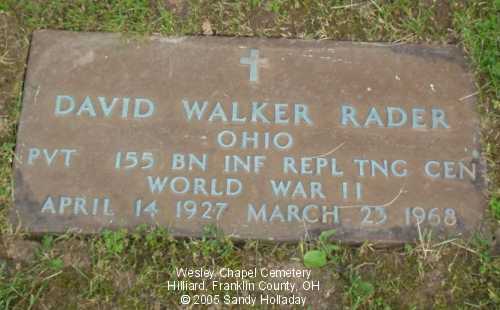 DAVID WALKER RADER
OHIO
PVT 155 BN INF REPL TNG CEN
WORLD WAR II
APRIL 14 1927 MARCH 23 1968
Wesley Chapel Cemetery
Hilliard, Franklin County, OH
© 2005 Sandy Holladay